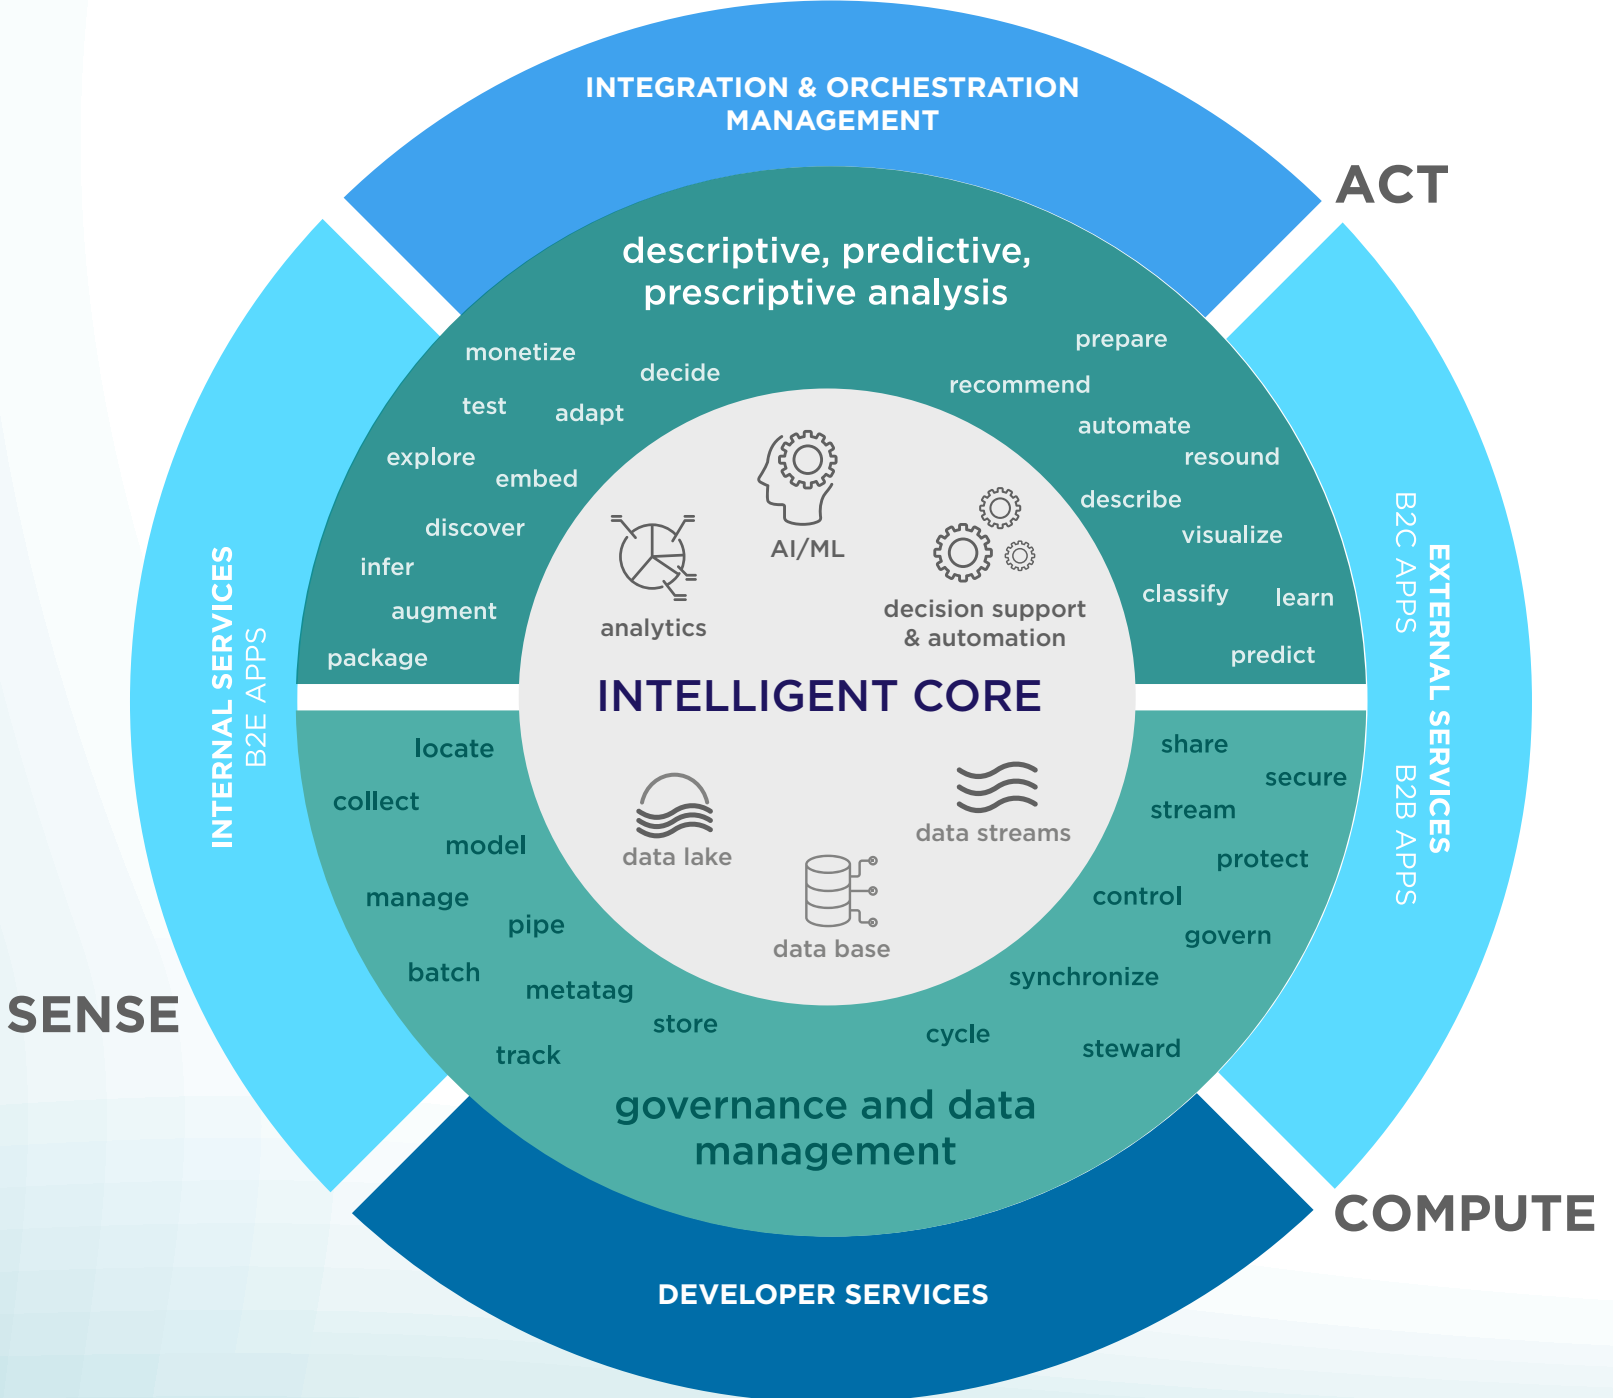 INTEGRATION & ORCHESTRATION
MANAGEMENT
ACT
descriptive, predictive,
prescriptive analysis
monetize
decide
test
adapt
explore
embed
discover
infer
augment
package
prepare
recommend
automate
resound
describe
visualize
classify
learn
predict
AI/ML
analytics
decision support
& automation
INTELLIGENT CORE
data lake
data streams
data base
INTERNAL SERVICES
B2E APPS
EXTERNAL SERVICES
B2C APPS
B2B APPS
locate
collect
model
manage
pipe
batch
metatag
store
track
share
secure
stream
protect
control
govern
synchronize
cycle
steward
governance and data
management
SENSE
COMPUTE
DEVELOPER SERVICES